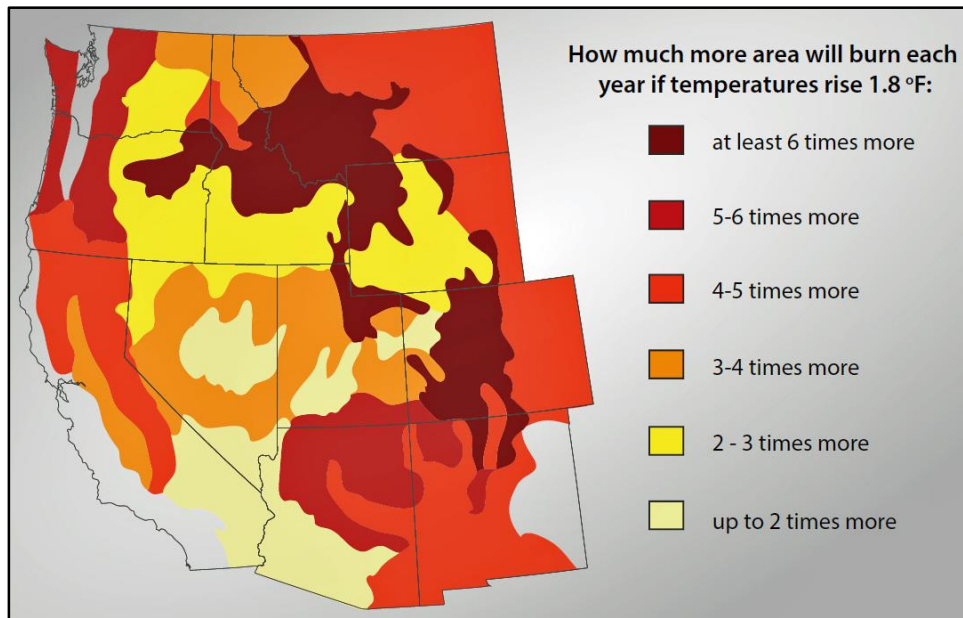 How much more area will burn each
year if temperatures rise 1.8 ºF:
at least 6 times more
5-6 times more
4-5 times more
3-4 times more
2 - 3 times more
up to 2 times more